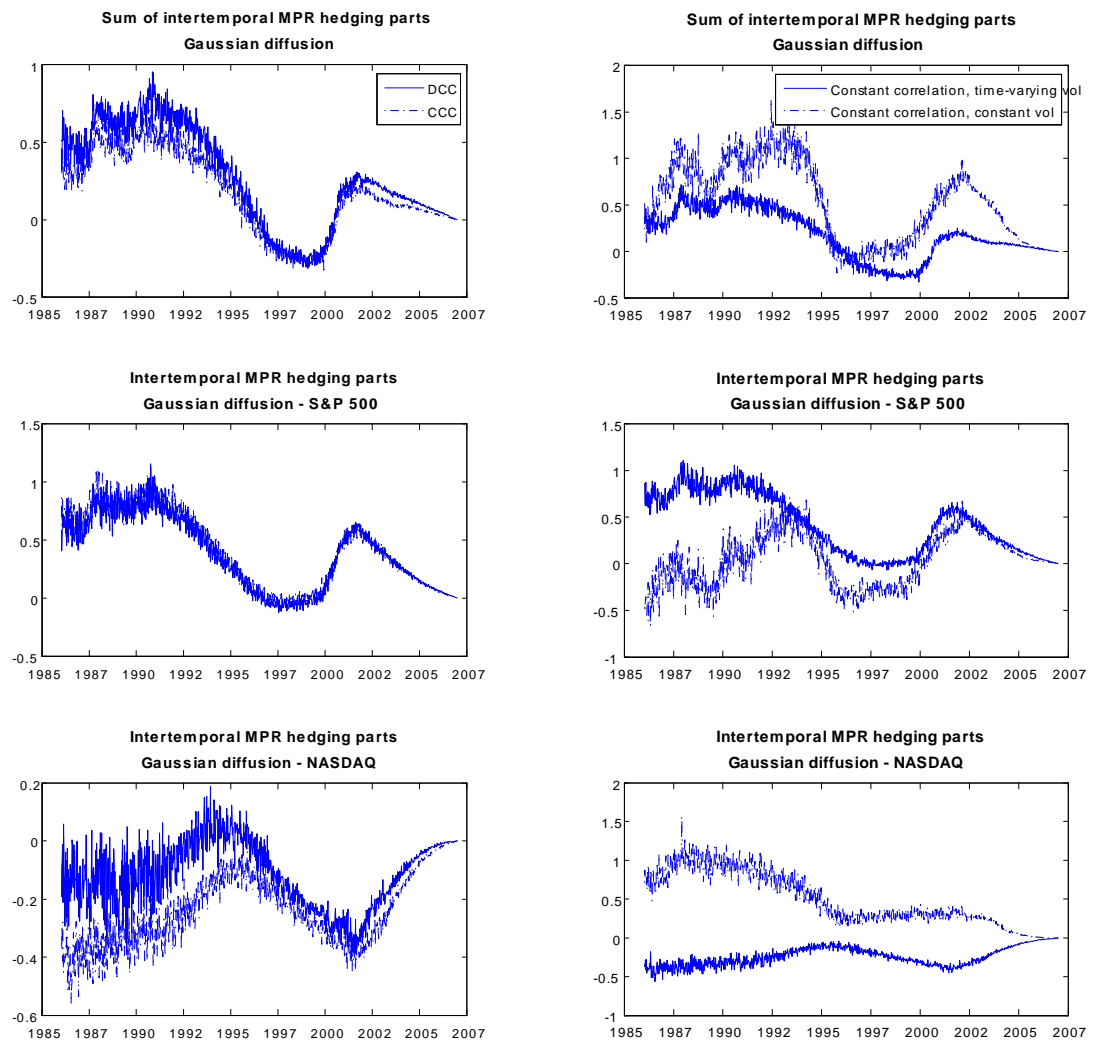 Sum of intertemporal MPR hedging parts
Gaussian diffusion
1
0.5
0
-0.5
1985 1987 1990 1992 1995 1997 2000 2002 2005 2007
DCC
CCC
Sum of intertemporal MPR hedging parts
Gaussian diffusion
2
1.5
1
0.5
0
-0.5
1985 1987 1990 1992 1995 1997 2000 2002 2005 2007
Constant correlation, time-varying vol
Constant correlation, constant vol
Intertemporal MPR hedging parts
Gaussian diffusion - S&P 500
1.5
1
0.5
0
-0.5
1985 1987 1990 1992 1995 1997 2000 2002 2005 2007
Intertemporal MPR hedging parts
Gaussian diffusion - S&P 500
1.5
1
0.5
0
-0.5
-1
1985 1987 1990 1992 1995 1997 2000 2002 2005 2007
Intertemporal MPR hedging parts
Gaussian diffusion - NASDAQ
0.2
0
-0.2
-0.4
-0.6
1985 1987 1990 1992 1995 1997 2000 2002 2005 2007
Intertemporal MPR hedging parts
Gaussian diffusion - NASDAQ
2
1.5
1
0.5
0
-0.5
-1
1985 1987 1990 1992 1995 1997 2000 2002 2005 2007